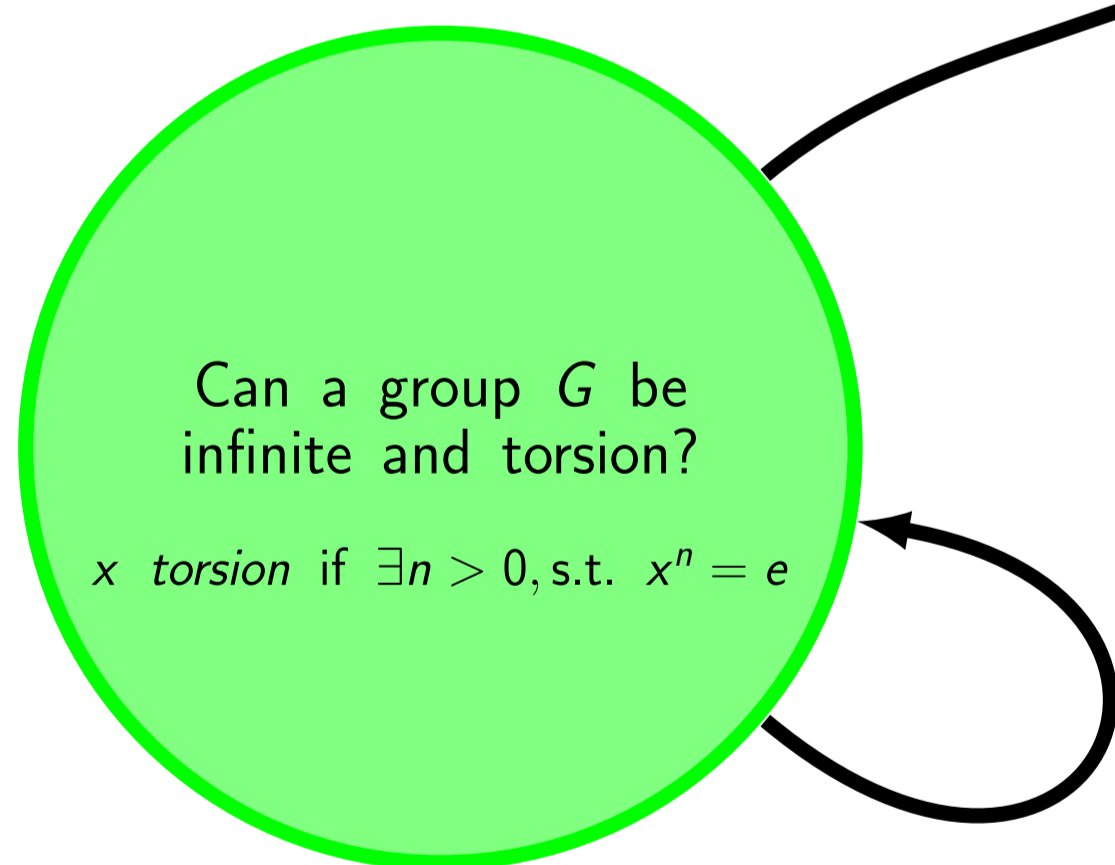 Can a group G be
infinite and torsion?
x torsion if ∃n > 0, s.t. xⁿ = e